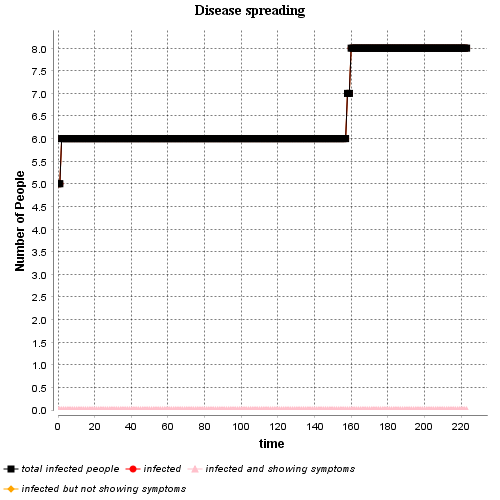 Disease spreading
Number of People
8.0
7.5
7.0
6.5
6.0
5.5
5.0
4.5
4.0
3.5
3.0
2.5
2.0
1.5
1.0
0.5
0.0
0 20 40 60 80 100 120 140 160 180 200 220
time
total infected people infected infected and showing symptoms
infected but not showing symptoms